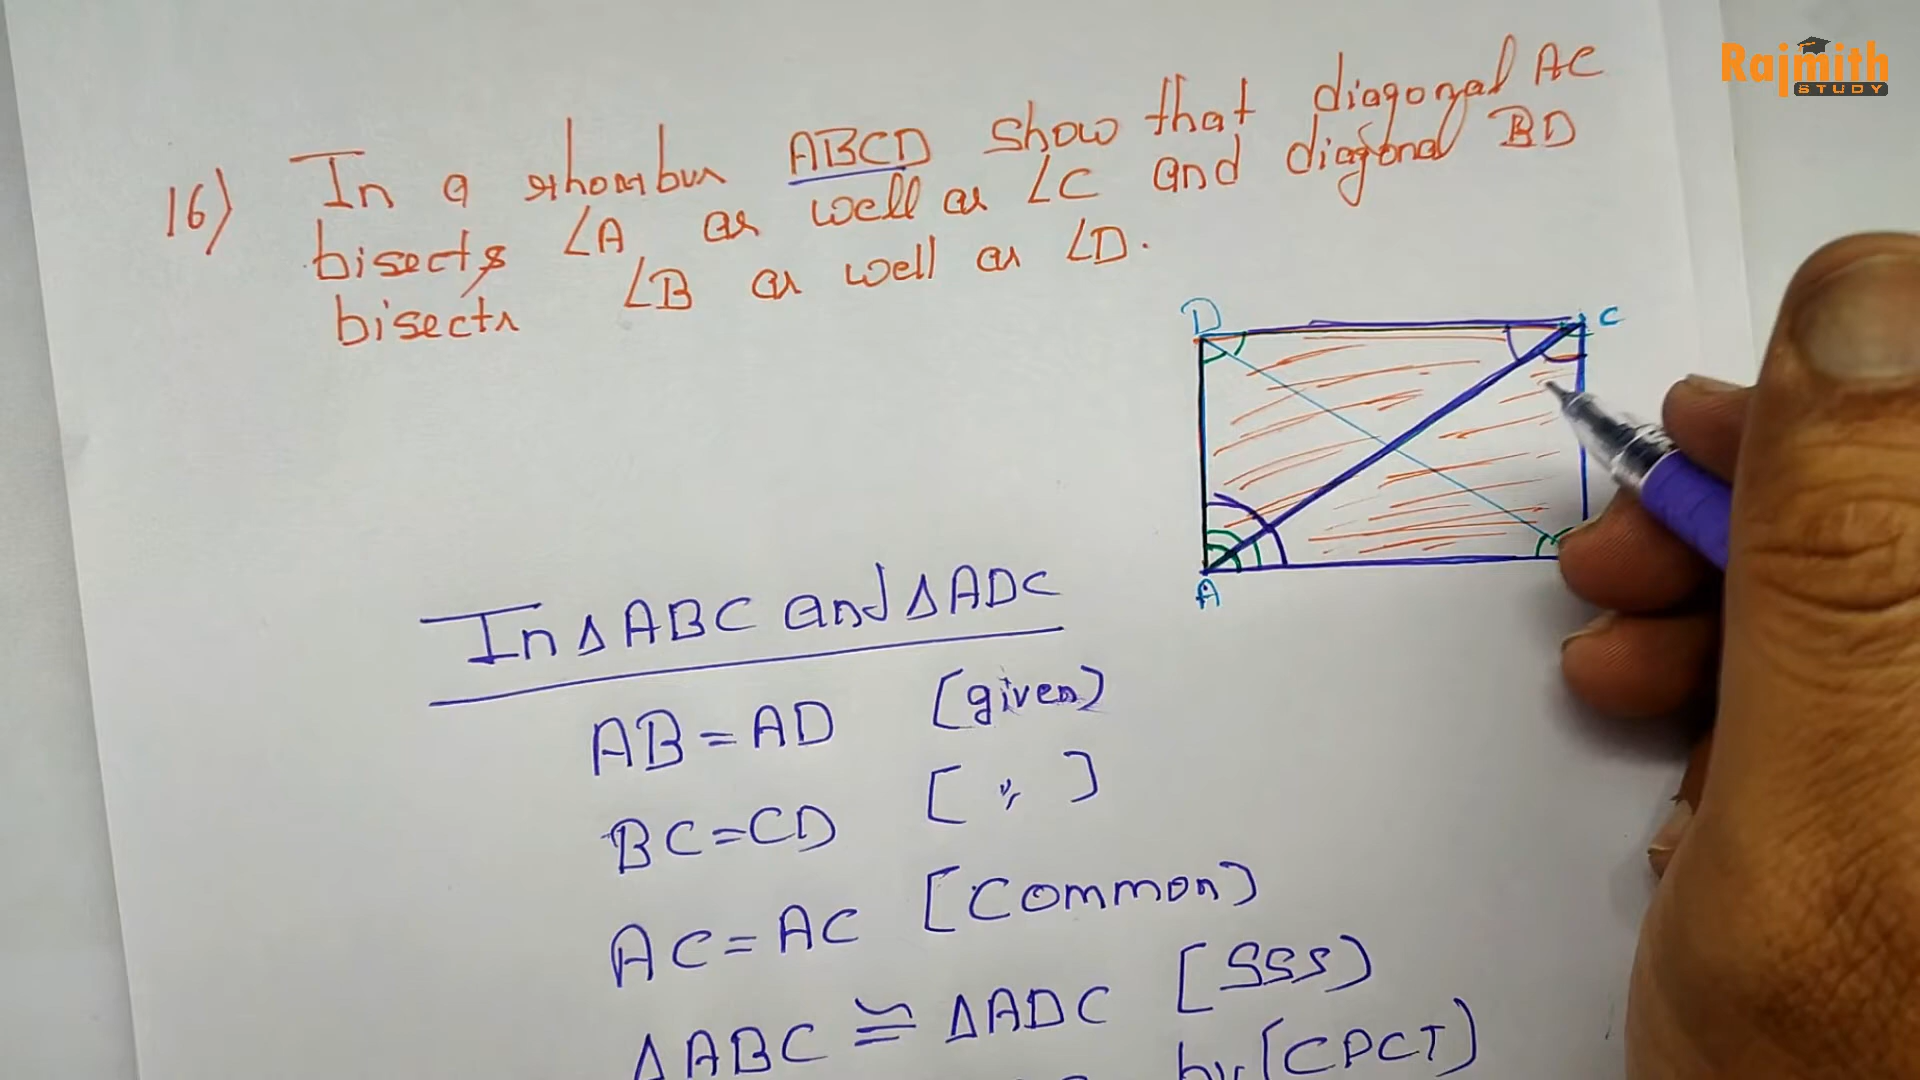 Rajmith
STUDY
16) In a rhombus ABCD show that diagonal AC
bisects ∠A as well as ∠C and diagonal BD
bisects ∠B as well as ∠D.
D
C
A
In △ABC and △ADC
AB = AD [given]
BC = CD [ " ]
AC = AC [Common]
△ABC ≅ △ADC [SSS]
by [CPCT]